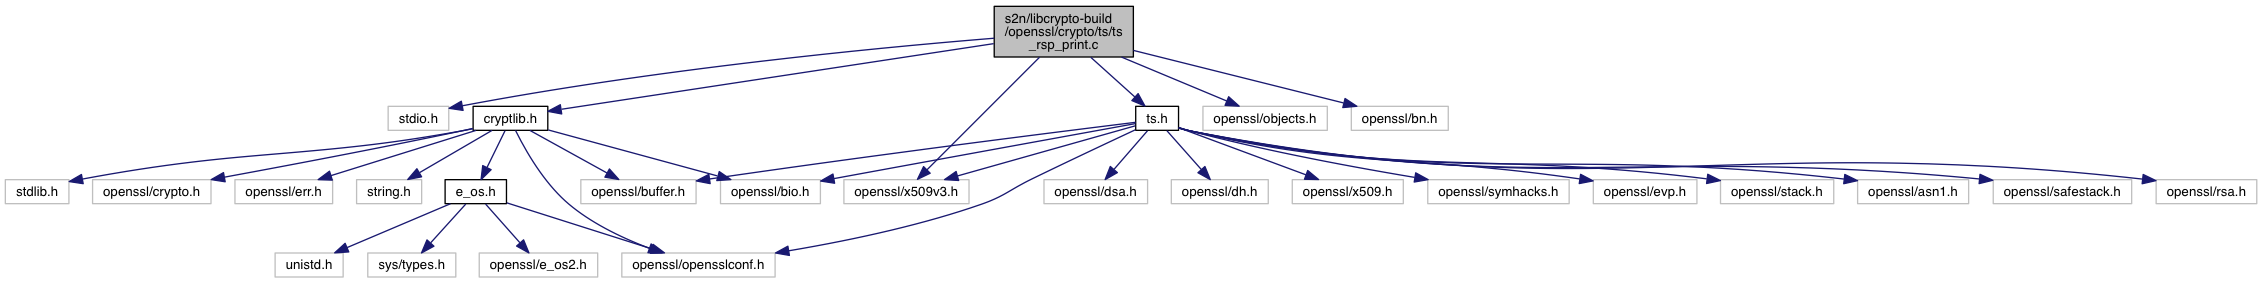 s2n/libcrypto-build
/openssl/crypto/ts/ts
_rsp_print.c
stdio.h
cryptlib.h
ts.h
openssl/objects.h
openssl/bn.h
stdlib.h
openssl/crypto.h
openssl/err.h
string.h
e_os.h
openssl/buffer.h
openssl/bio.h
openssl/x509v3.h
openssl/dsa.h
openssl/dh.h
openssl/x509.h
openssl/symhacks.h
openssl/evp.h
openssl/stack.h
openssl/asn1.h
openssl/safestack.h
openssl/rsa.h
unistd.h
sys/types.h
openssl/e_os2.h
openssl/opensslconf.h